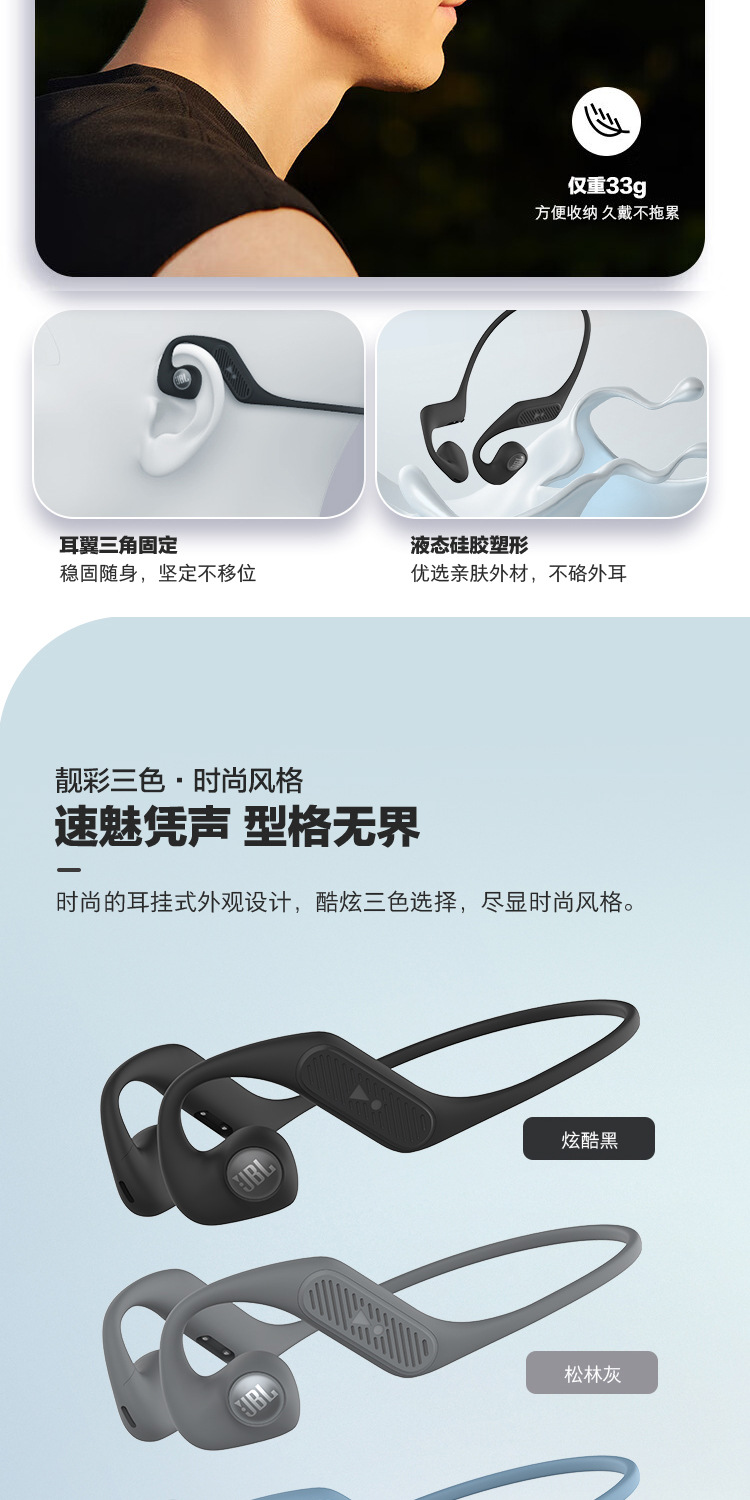 仅重33g
方便收纳 久戴不拖累
JBL
耳翼三角固定
稳固随身，坚定不移位
液态硅胶塑形
优选亲肤外材，不硌外耳
靓彩三色·时尚风格
速魅凭声 型格无界
时尚的耳挂式外观设计，酷炫三色选择，尽显时尚风格。
JBL
炫酷黑
JBL
松林灰